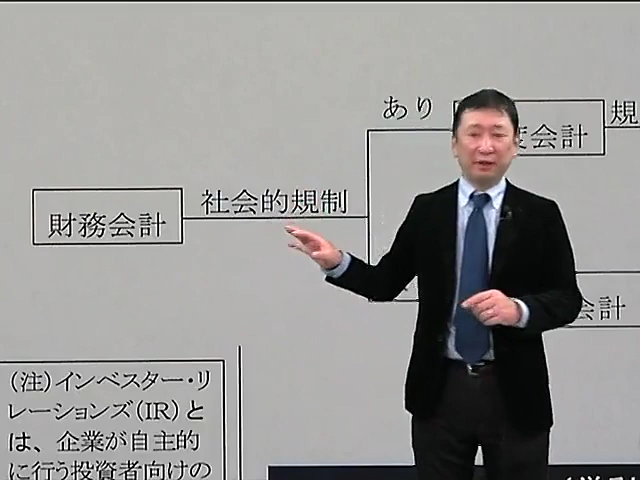 あり
規
度会計
社会的規制
財務会計
会計
(注)インベスター・リ
レーションズ(IR)と
は、企業が自主的
に行う投資者向けの